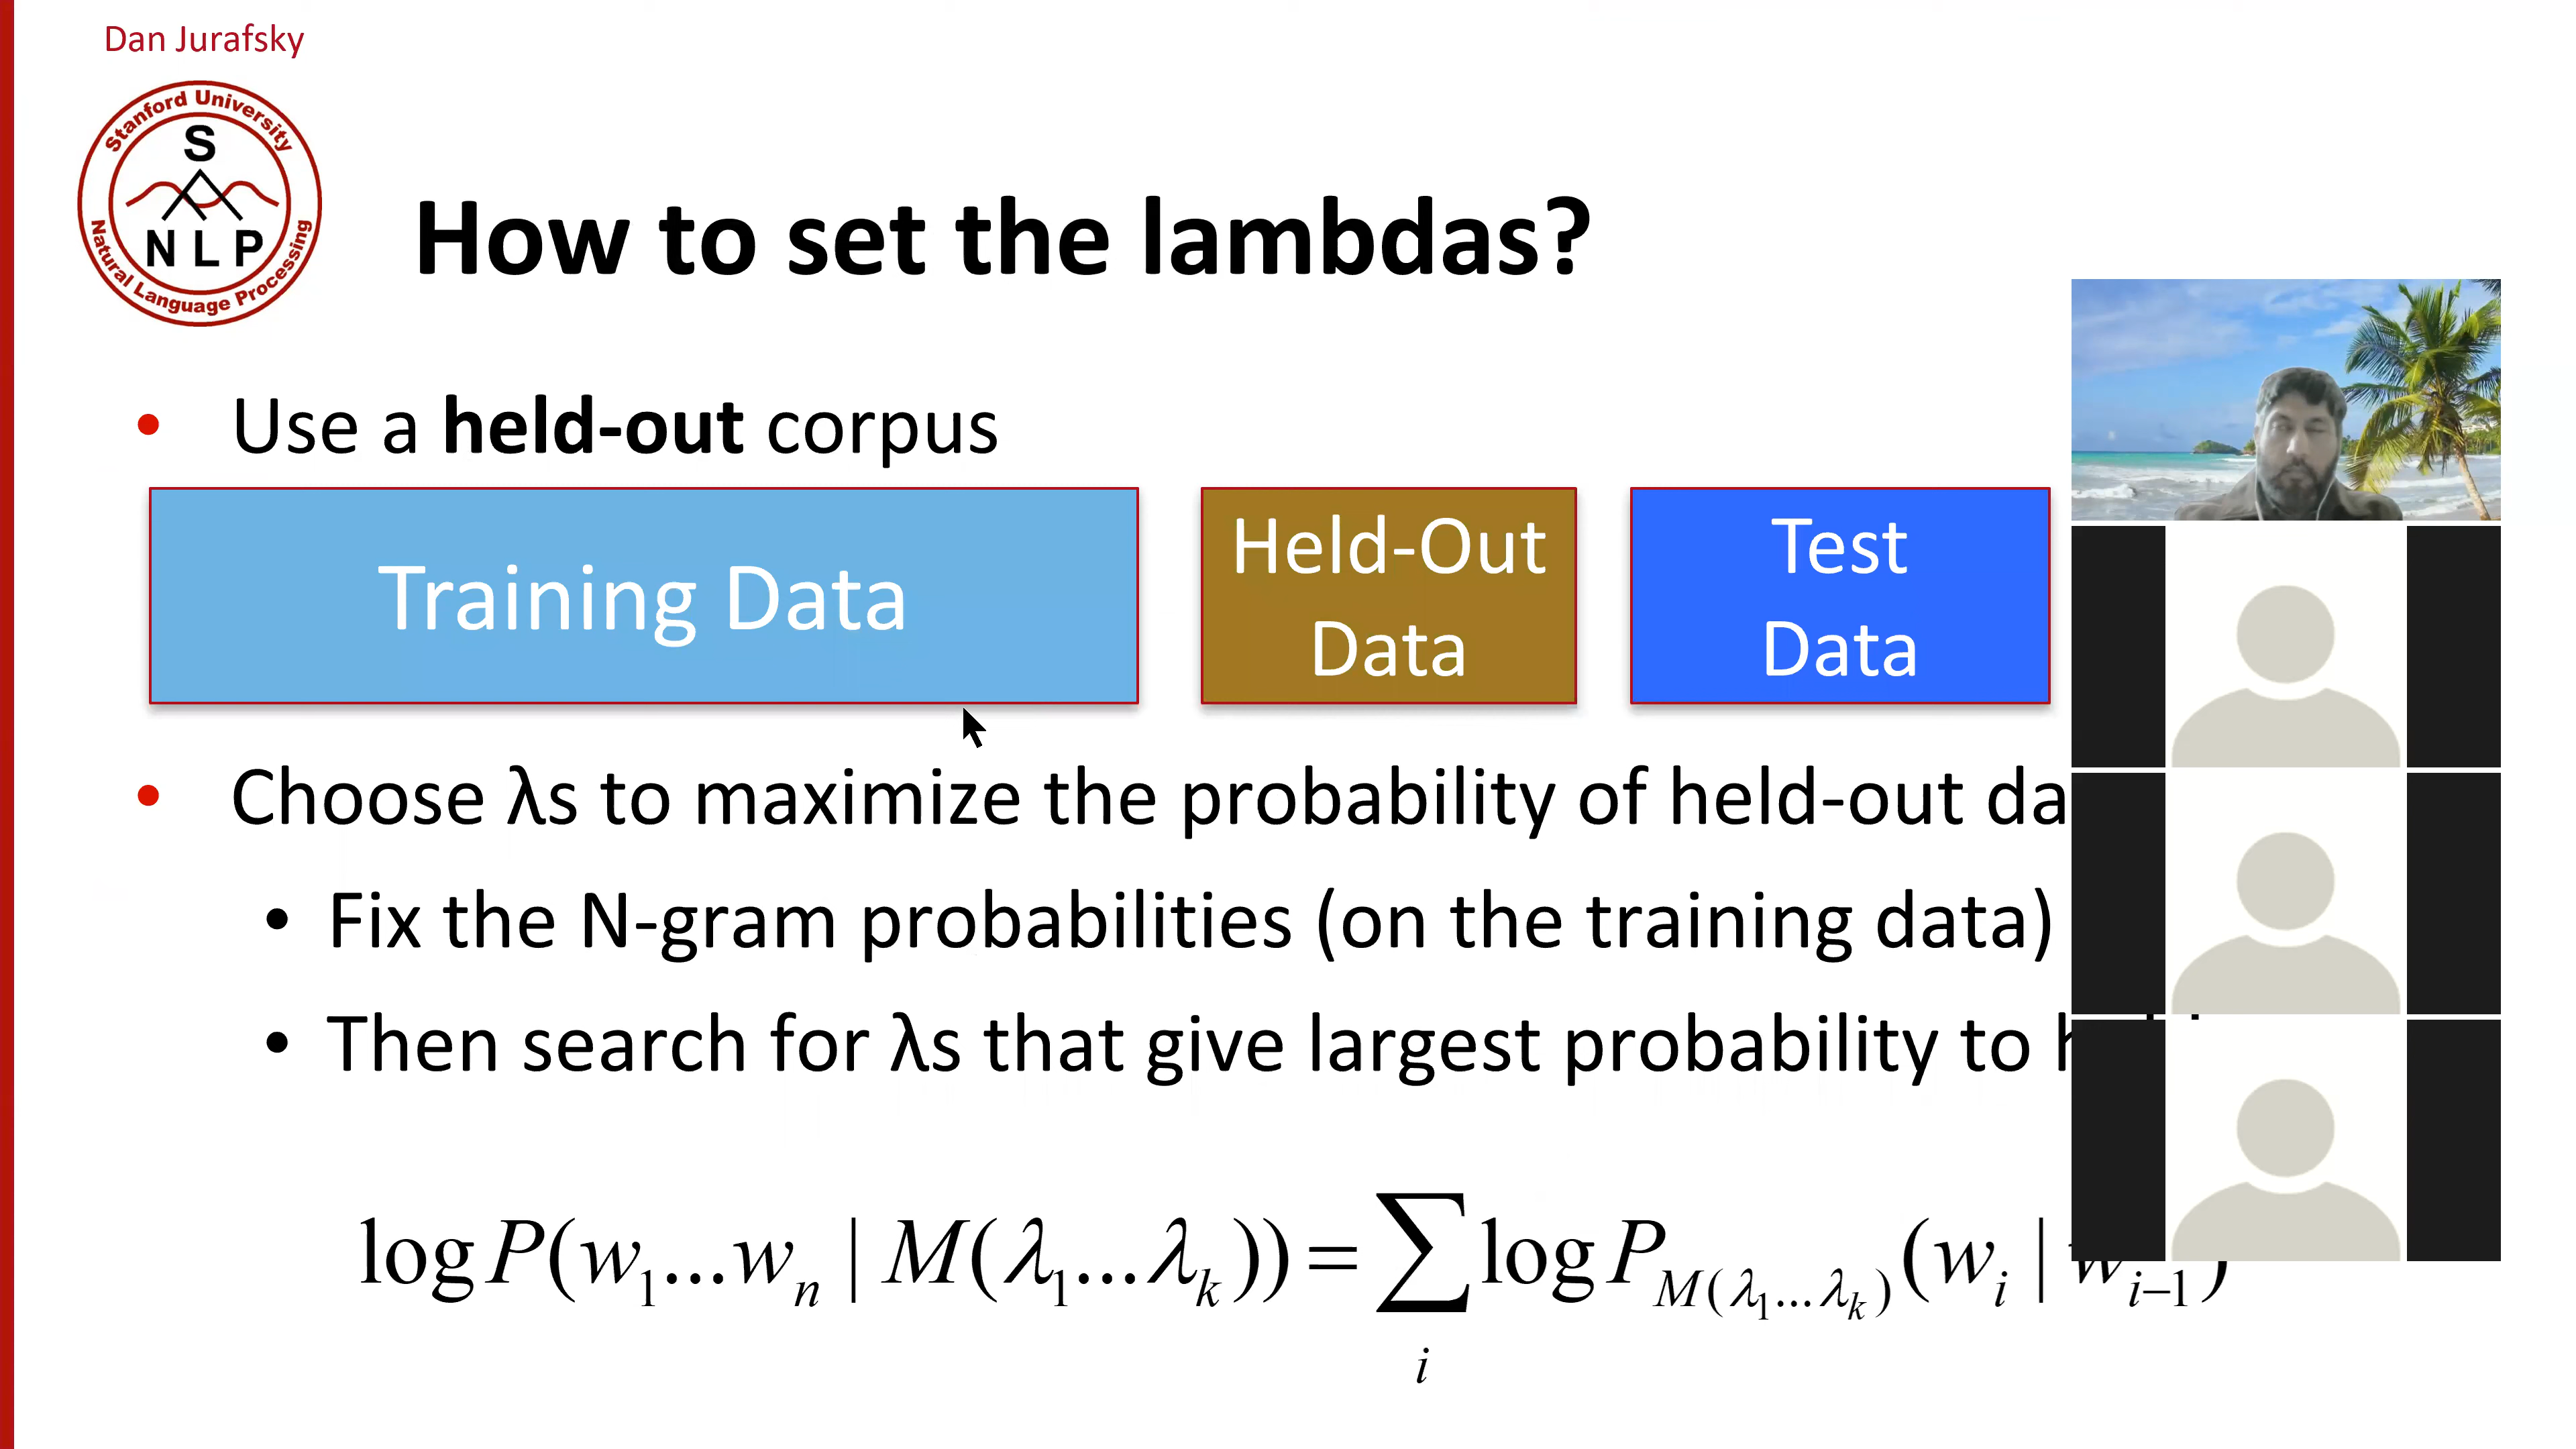 Dan Jurafsky
Stanford University
S
N L P
Natural Language Processing
How to set the lambdas?
• Use a held-out corpus
Training Data
Held-Out
Data
Test
Data
• Choose λs to maximize the probability of held-out
• Fix the N-gram probabilities (on the training data)
• Then search for λs that give largest probability to
log P(w₁...wₙ | M(λ₁...λₖ)) = ∑ᵢ log P_M(λ₁...λₖ)(wᵢ | wᵢ₋₁)